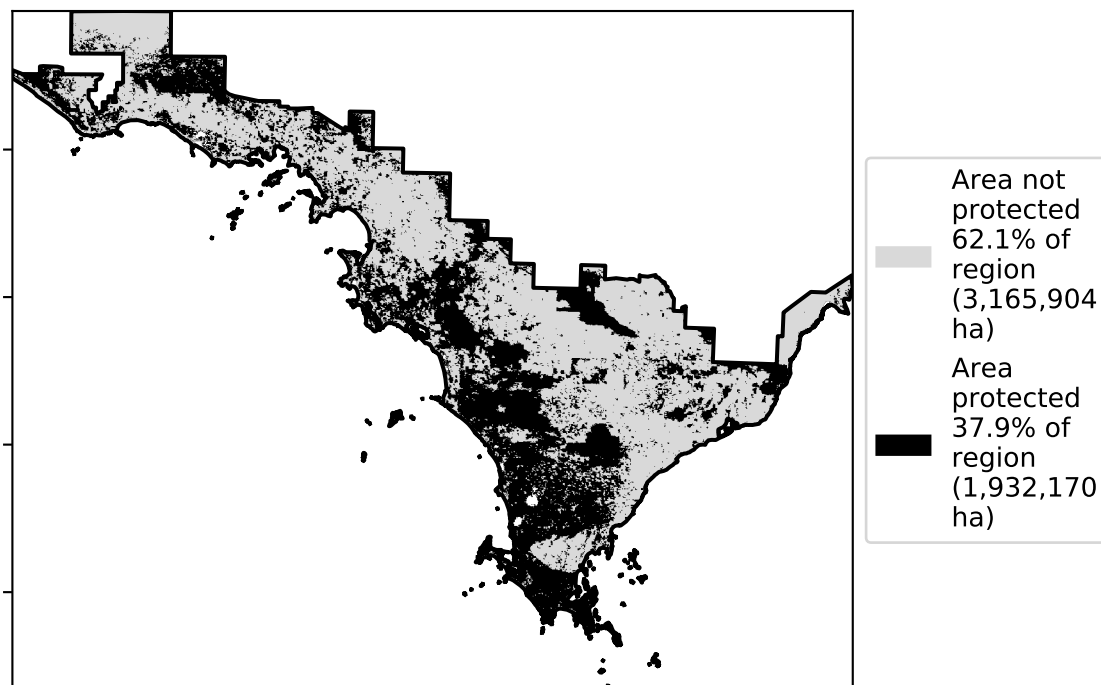 Area not
protected
62.1% of
region
(3,165,904
ha)
Area
protected
37.9% of
region
(1,932,170
ha)